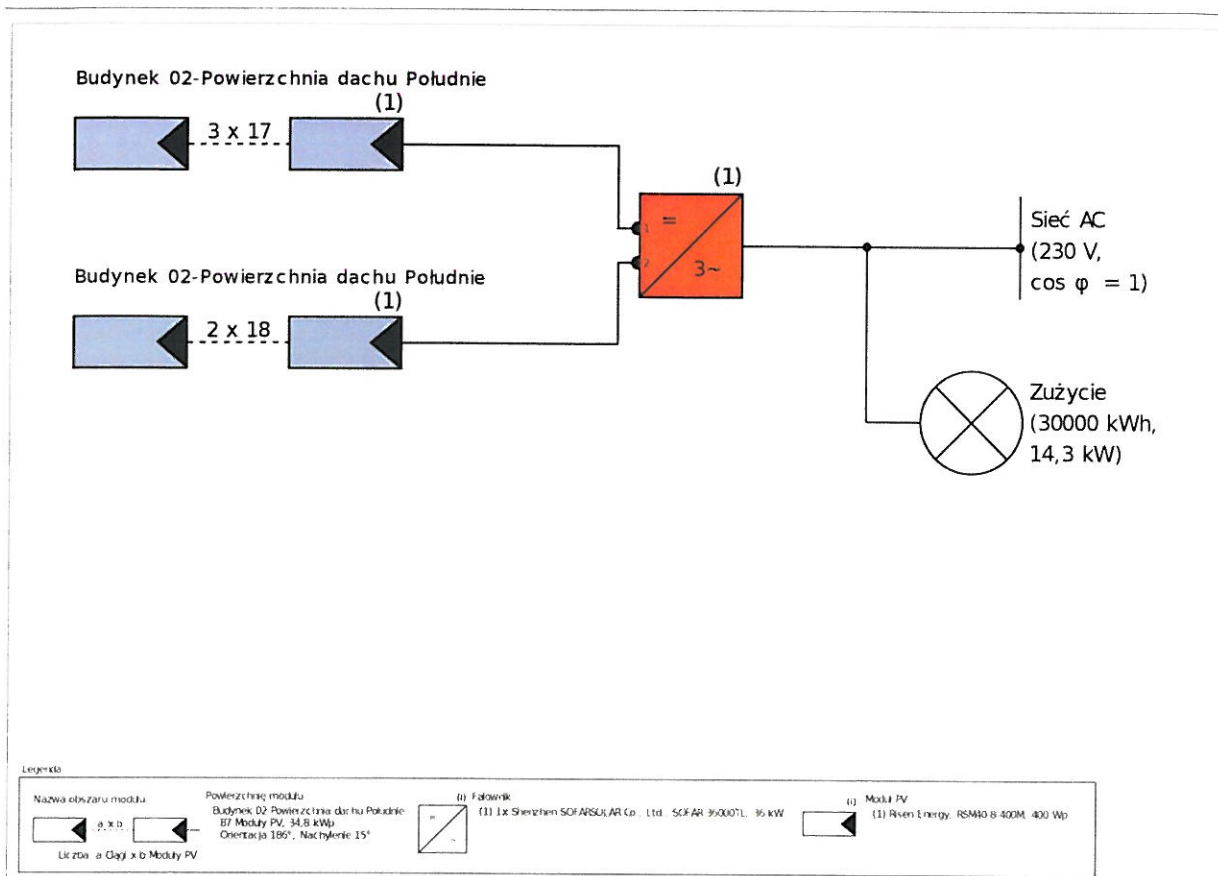 Budynek 02-Powierzchnia dachu Południe
(1)
3 x 17
(1)
1
=
2
3~
Sieć AC
(230 V,
cos φ = 1)
Budynek 02-Powierzchnia dachu Południe
(1)
2 x 18
Zużycie
(30000 kWh,
14,3 kW)
Legenda
Nazwa obszaru modułu
a x b
Liczba a Ciągi x b Moduły PV
Powierzchnię modułu
Budynek 02 Powierzchnia dachu Południe
87 Moduły PV, 34,8 kWp
Orientacja 186°, Nachylenie 15°
=
~
(i) Falownik
(1) 1x Shenzhen SOFARSOLAR Co., Ltd. SOFAR 36000TL, 36 kW
(i) Moduł PV
(1) Risen Energy, RSM40-8-400M, 400 Wp